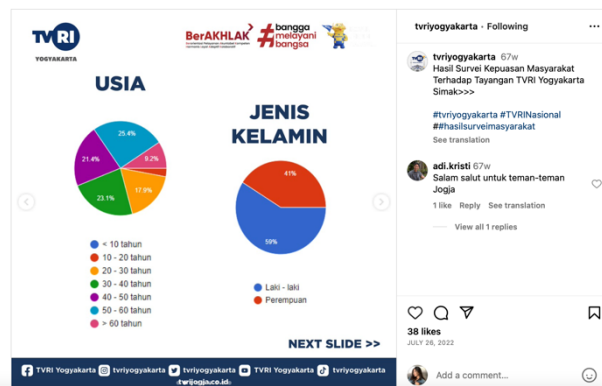 TVRI
YOGYAKARTA
BerAKHLAK
#bangga
melayani
bangsa
USIA
25.4%
9.2%
21.4%
17.9%
23.1%
< 10 tahun
10 - 20 tahun
20 - 30 tahun
30 - 40 tahun
40 - 50 tahun
50 - 60 tahun
> 60 tahun
JENIS
KELAMIN
41%
59%
Laki - laki
Perempuan
NEXT SLIDE >>
TVRI Yogyakarta tvriyogyakarta tvriyogyakarta TVRI Yogyakarta tvriyogyakarta
tvrijogja.co.id
tvriyogyakarta · Following
tvriyogyakarta 67w
Hasil Survei Kepuasan Masyarakat
Terhadap Tayangan TVRI Yogyakarta
Simak>>>
#tvriyogyakarta #TVRINasional
##hasilsurveimasyarakat
See translation
adi.kristi 67w
Salam salut untuk teman-teman
Jogja
1 like Reply See translation
View all 1 replies
38 likes
JULY 26, 2022
Add a comment...